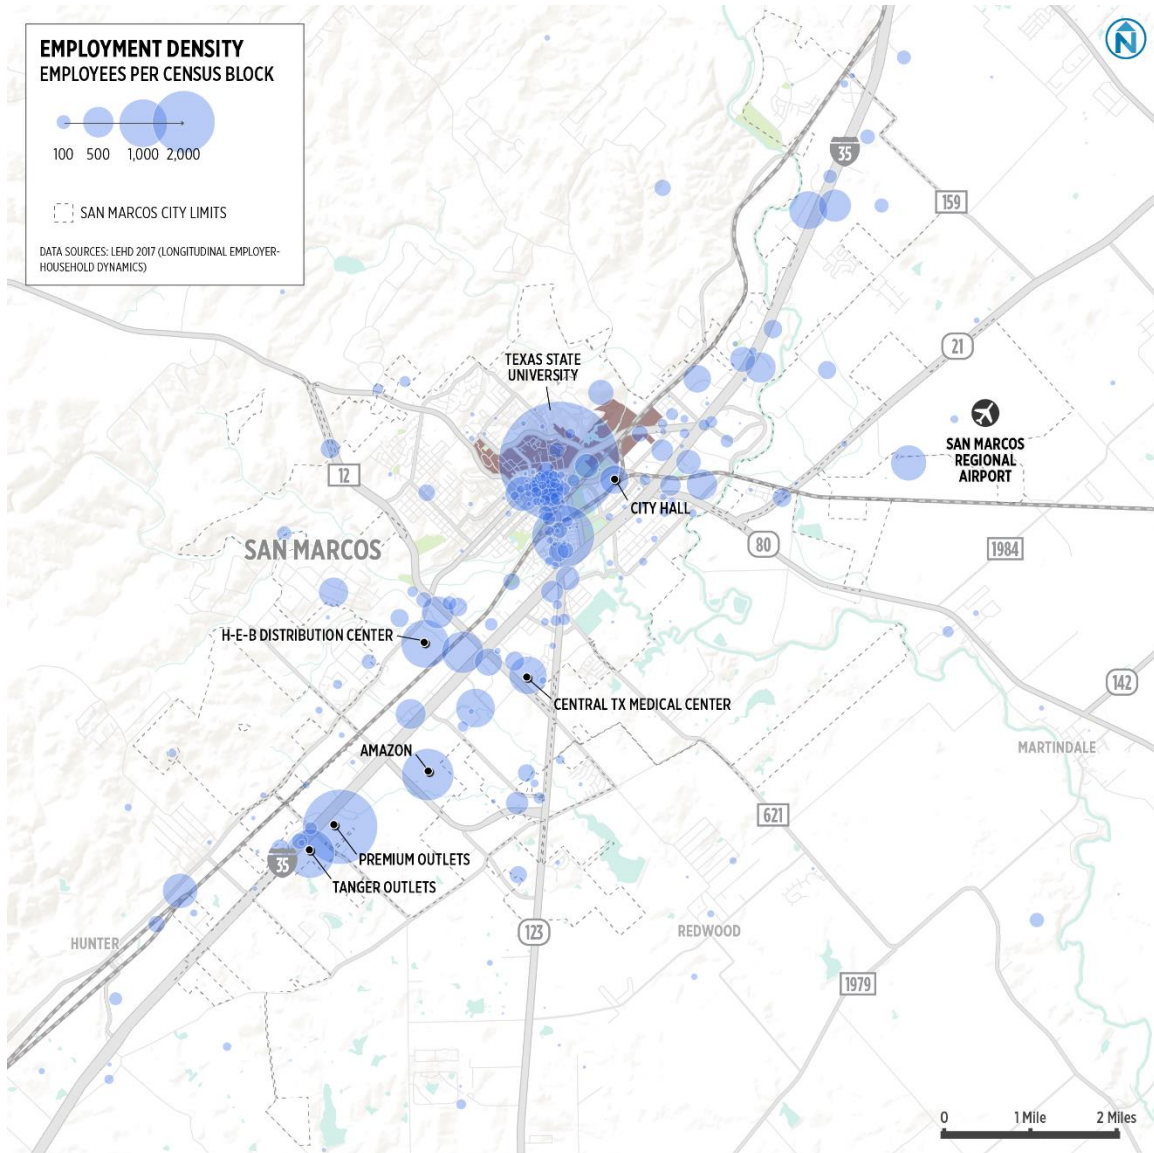 EMPLOYMENT DENSITY
EMPLOYEES PER CENSUS BLOCK
100 500 1,000 2,000
SAN MARCOS CITY LIMITS
DATA SOURCES: LEHD 2017 (LONGITUDINAL EMPLOYER-
HOUSEHOLD DYNAMICS)
N
35
159
21
TEXAS STATE
UNIVERSITY
SAN MARCOS
REGIONAL
AIRPORT
12
CITY HALL
SAN MARCOS
80
1984
H-E-B DISTRIBUTION CENTER
CENTRAL TX MEDICAL CENTER
142
MARTINDALE
AMAZON
621
PREMIUM OUTLETS
35
TANGER OUTLETS
HUNTER
123
REDWOOD
1979
0 1 Mile 2 Miles